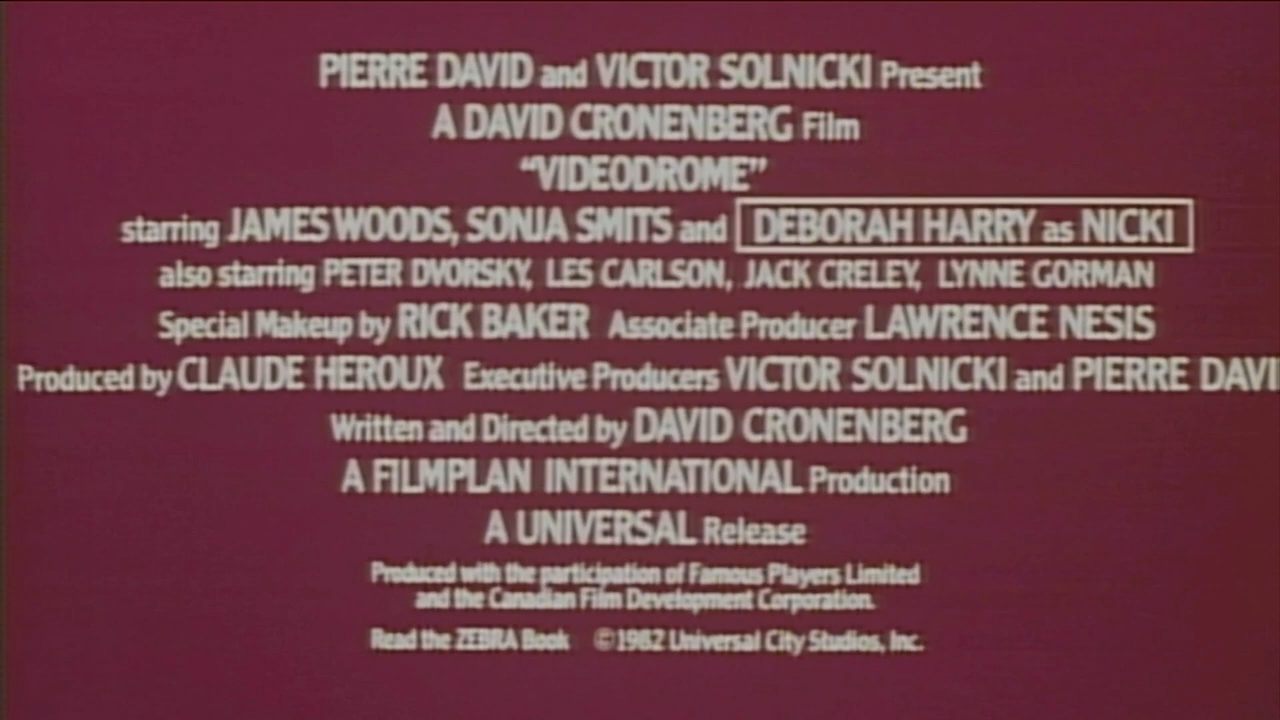 PIERRE DAVID and VICTOR SOLNICKI Present
A DAVID CRONENBERG Film
“VIDEODROME”
starring JAMES WOODS, SONJA SMITS and DEBORAH HARRY as NICKI
also starring PETER DVORSKY, LES CARLSON, JACK CRELEY, LYNNE GORMAN
Special Makeup by RICK BAKER Associate Producer LAWRENCE NESIS
Produced by CLAUDE HEROUX Executive Producers VICTOR SOLNICKI and PIERRE DAVI
Written and Directed by DAVID CRONENBERG
A FILMPLAN INTERNATIONAL Production
A UNIVERSAL Release
Produced with the participation of Famous Players Limited
and the Canadian Film Development Corporation.
Read the ZEBRA Book ©1982 Universal City Studios, Inc.